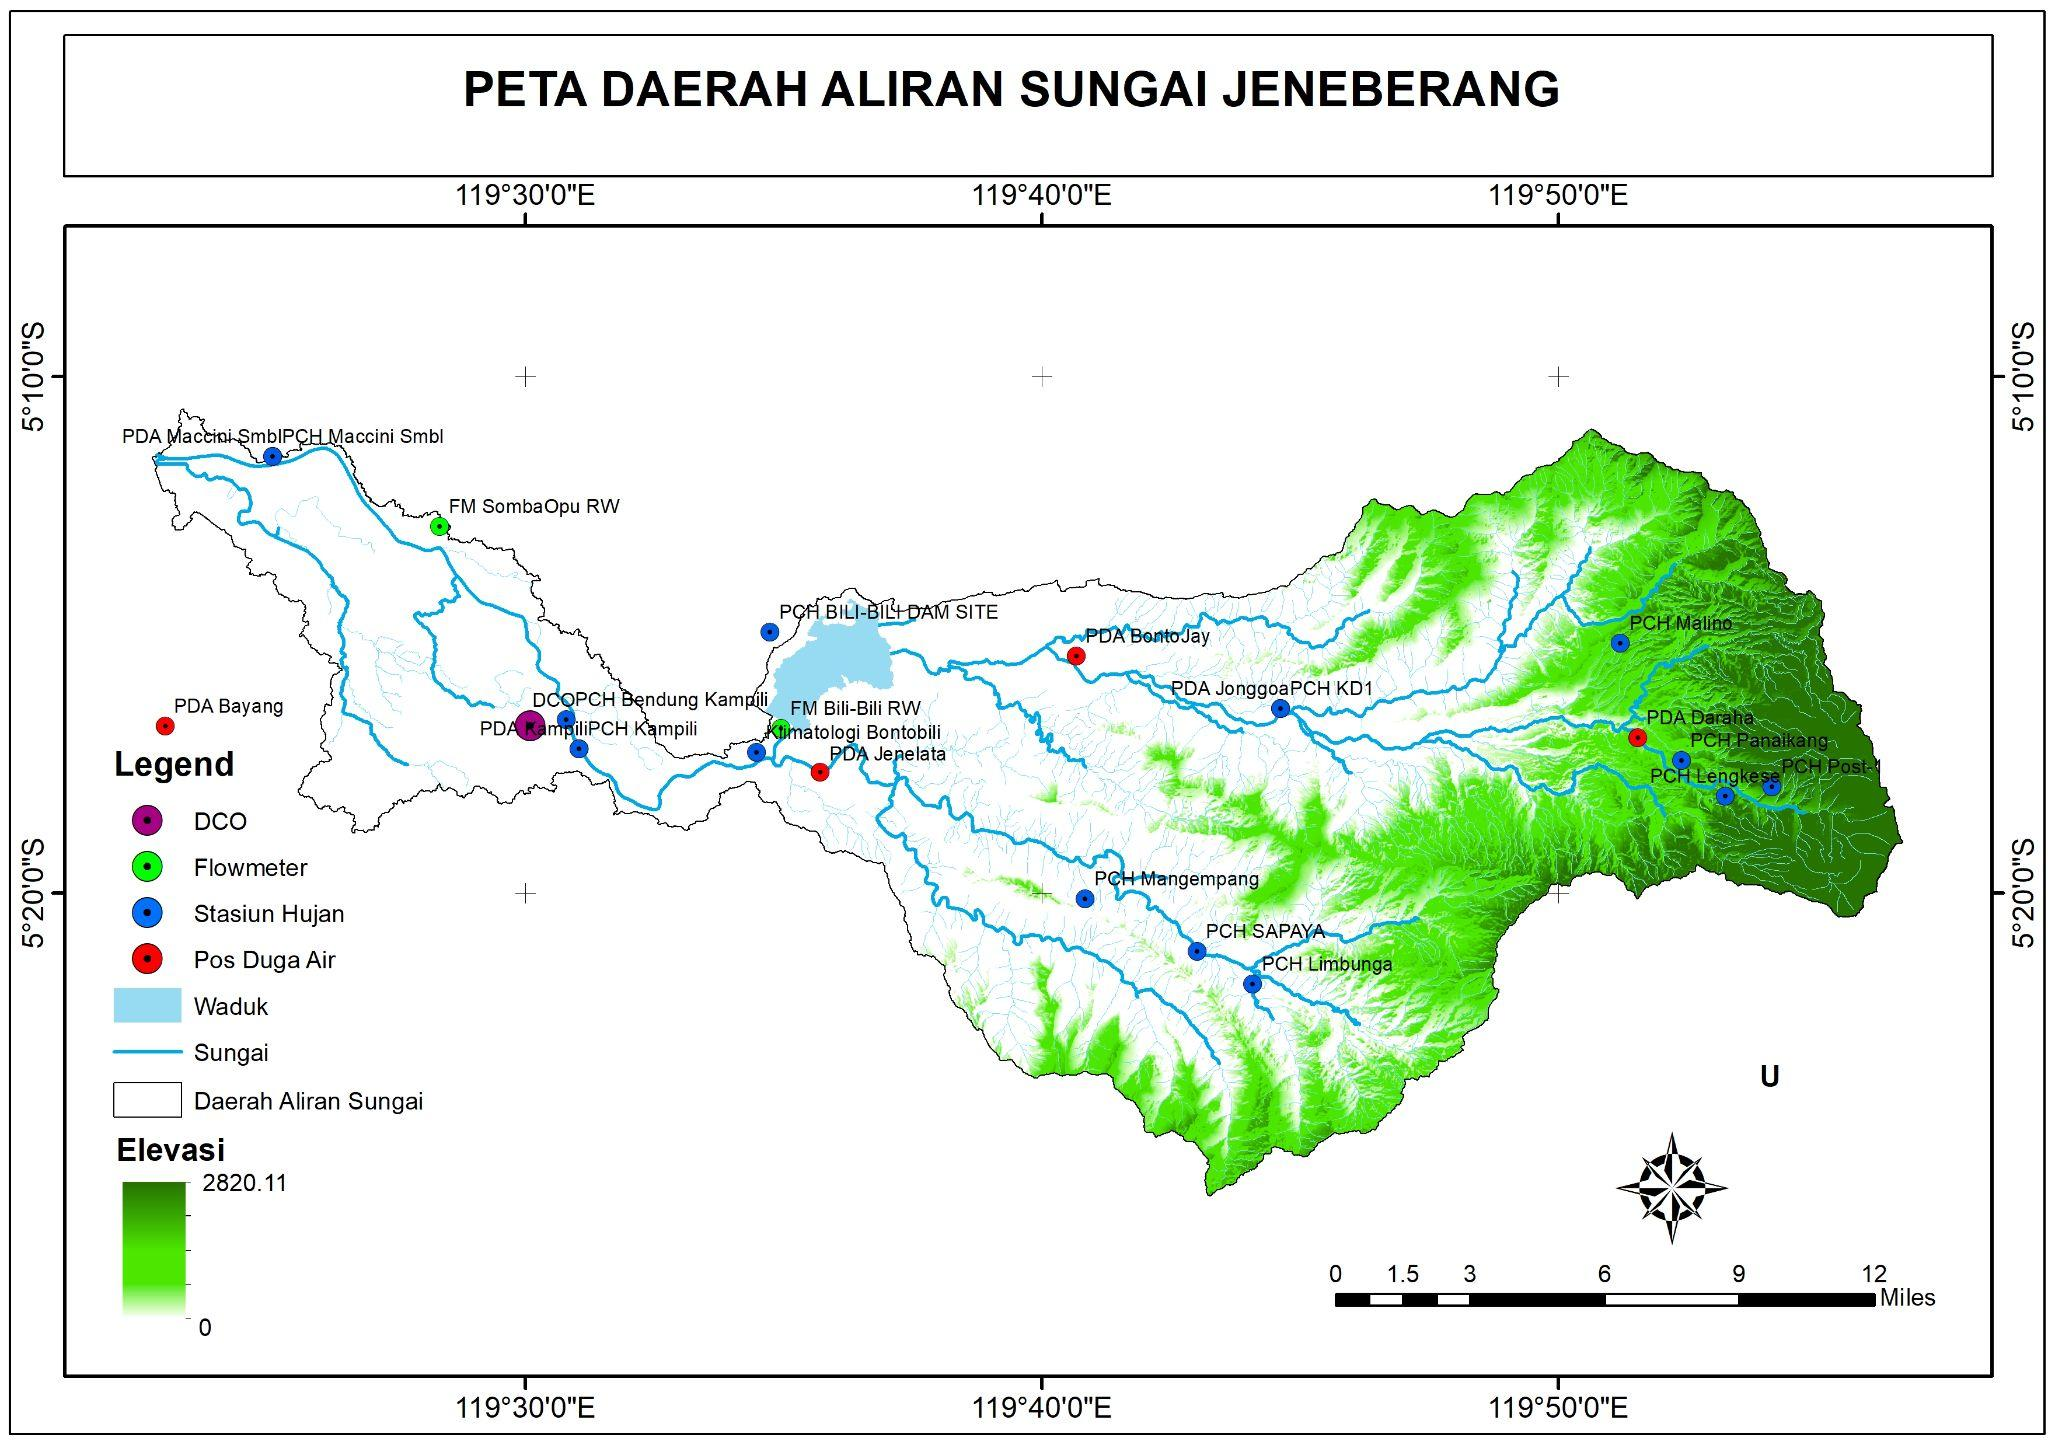 PETA DAERAH ALIRAN SUNGAI JENEBERANG
119°30'0"E
119°40'0"E
119°50'0"E
5°10'0"S
5°10'0"S
PDA Maccini Smbl
PCH Maccini Smbl
FM SombaOpu RW
PCH BILI-BILI DAM SITE
PCH Malino
PDA BontoJay
PDA Jonggoa
PCH KD1
DCO
PCH Bendung Kampili
PDA Bayang
FM Bili-Bili RW
PDA Daraha
PDA Kampili
PCH Kampili
Klimatologi Bontobili
PCH Panaikang
PDA Jenelata
PCH Post-1
PCH Lengkese
5°20'0"S
5°20'0"S
PCH Mangempang
PCH SAPAYA
PCH Limbunga
Legend
DCO
Flowmeter
Stasiun Hujan
Pos Duga Air
Waduk
Sungai
Daerah Aliran Sungai
Elevasi
2820.11
0
U
0 1.5 3 6 9 12
Miles
119°30'0"E
119°40'0"E
119°50'0"E